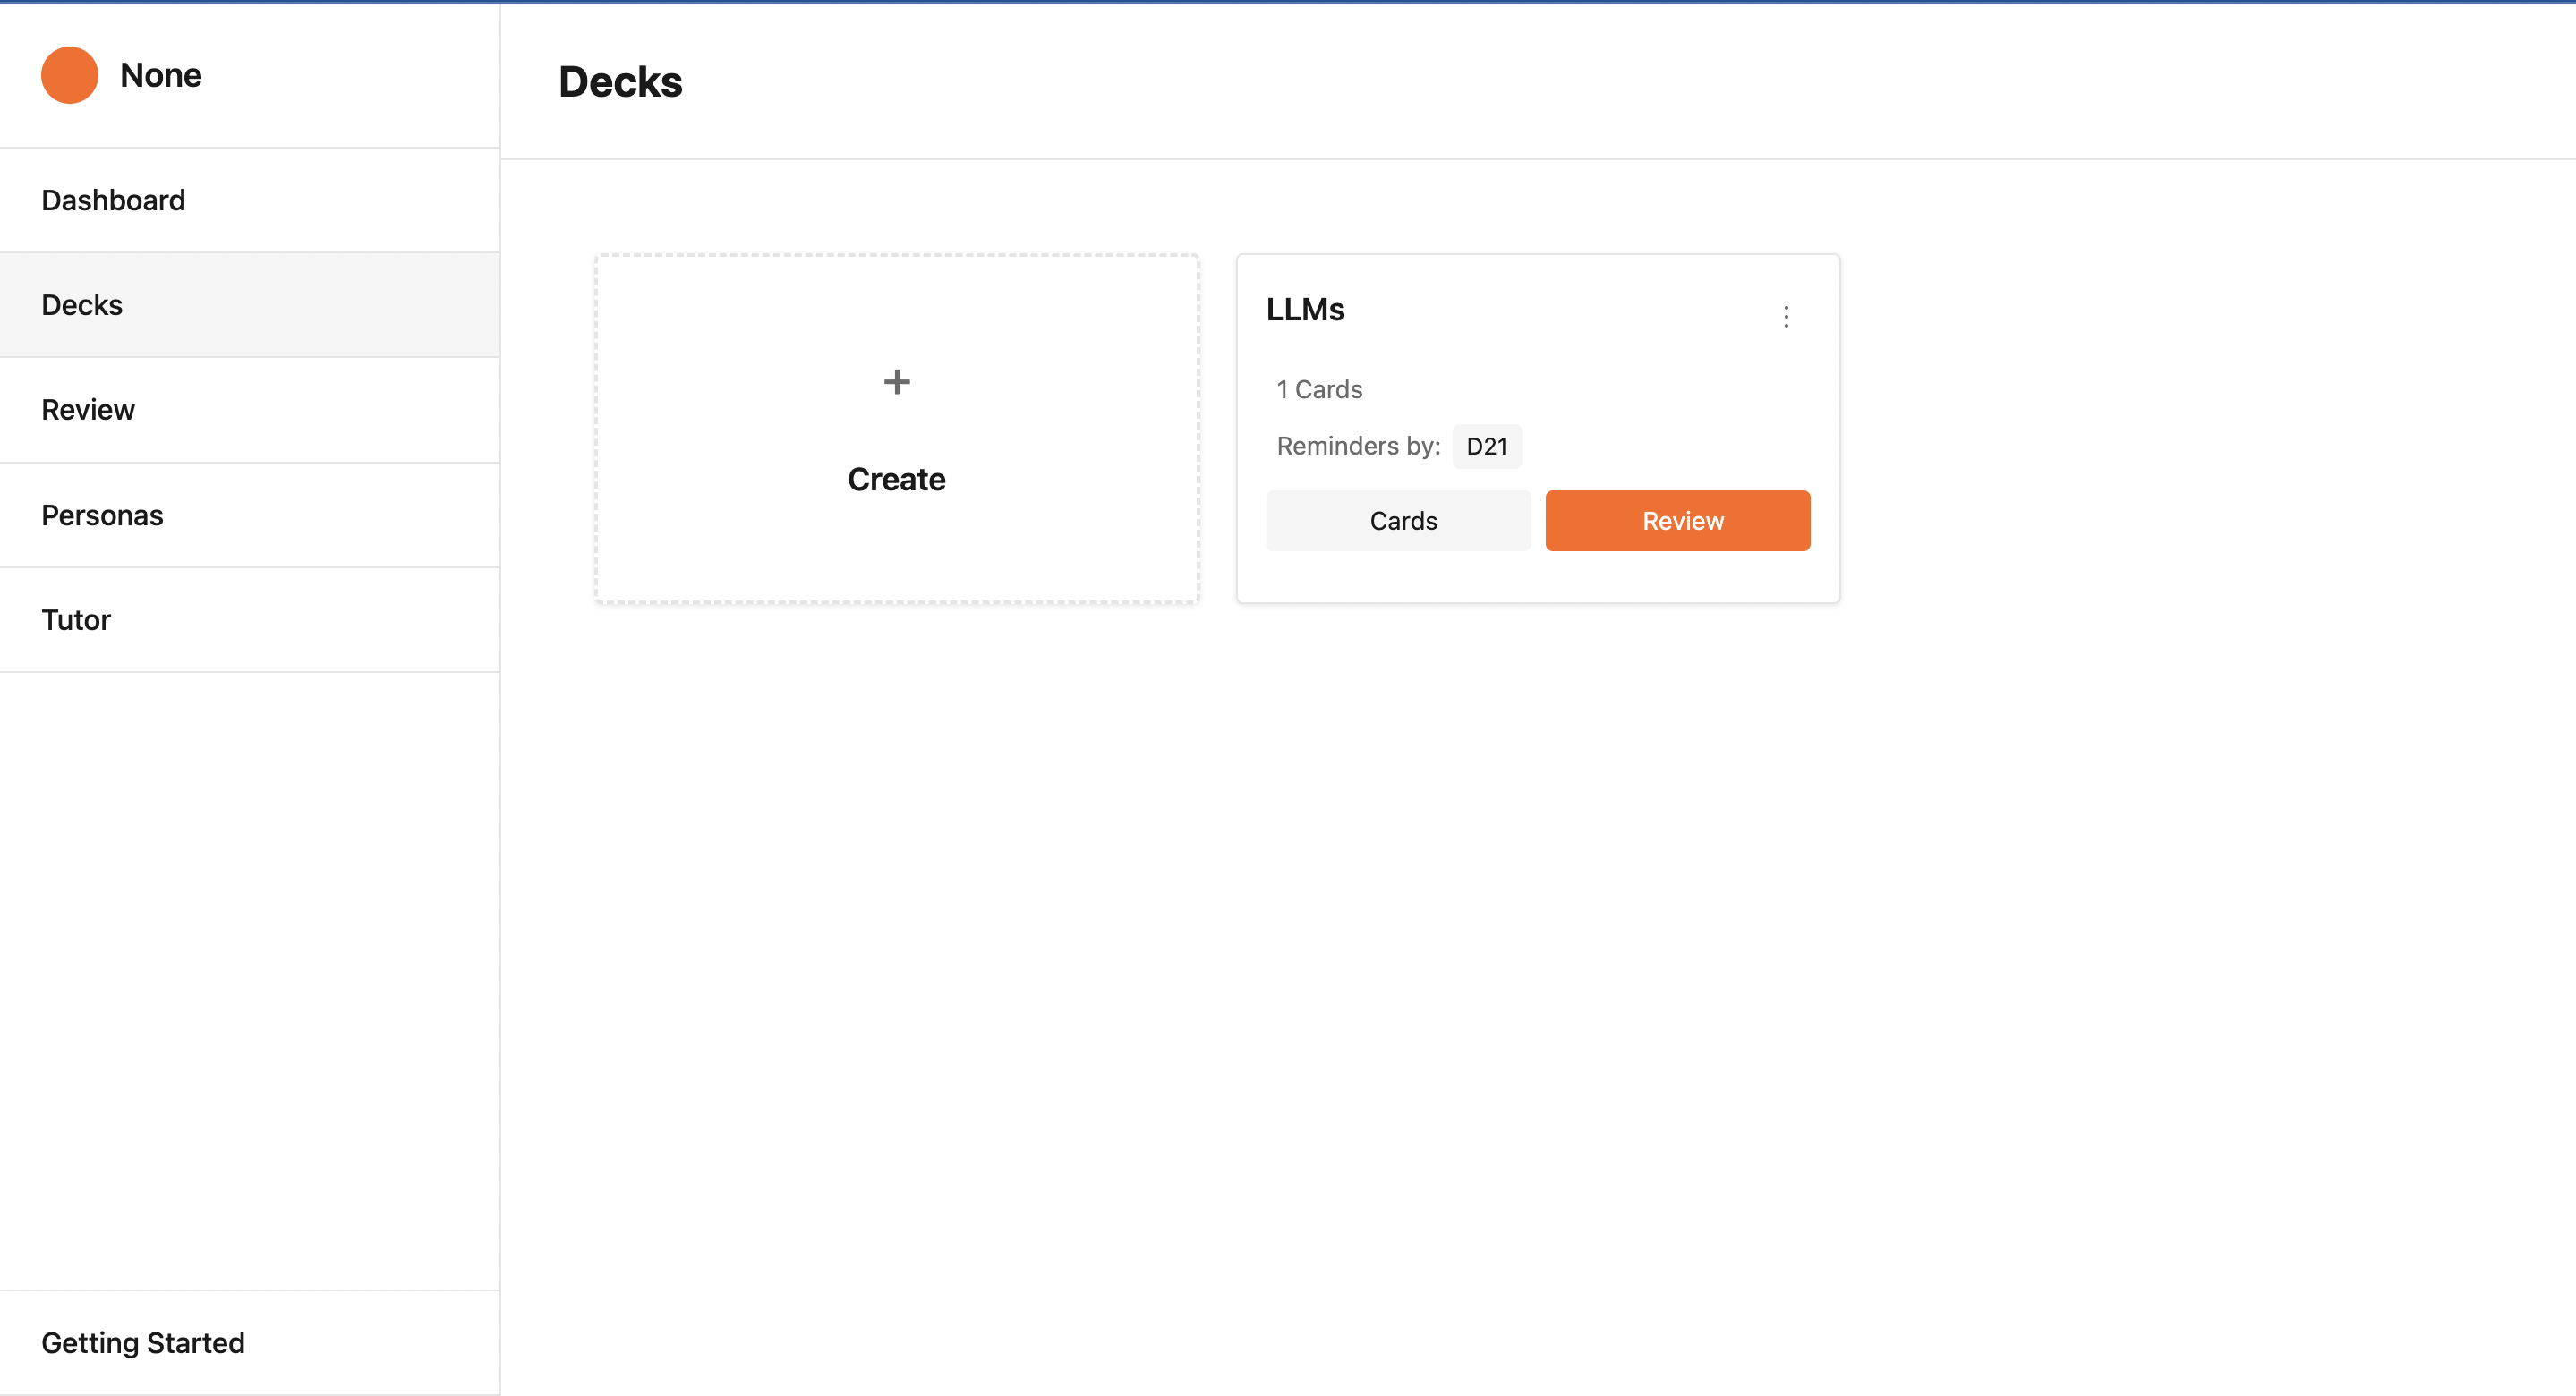 None
Dashboard
Decks
Review
Personas
Tutor
Getting Started
Decks
+
Create
LLMs
1 Cards
Reminders by: D21
Cards
Review